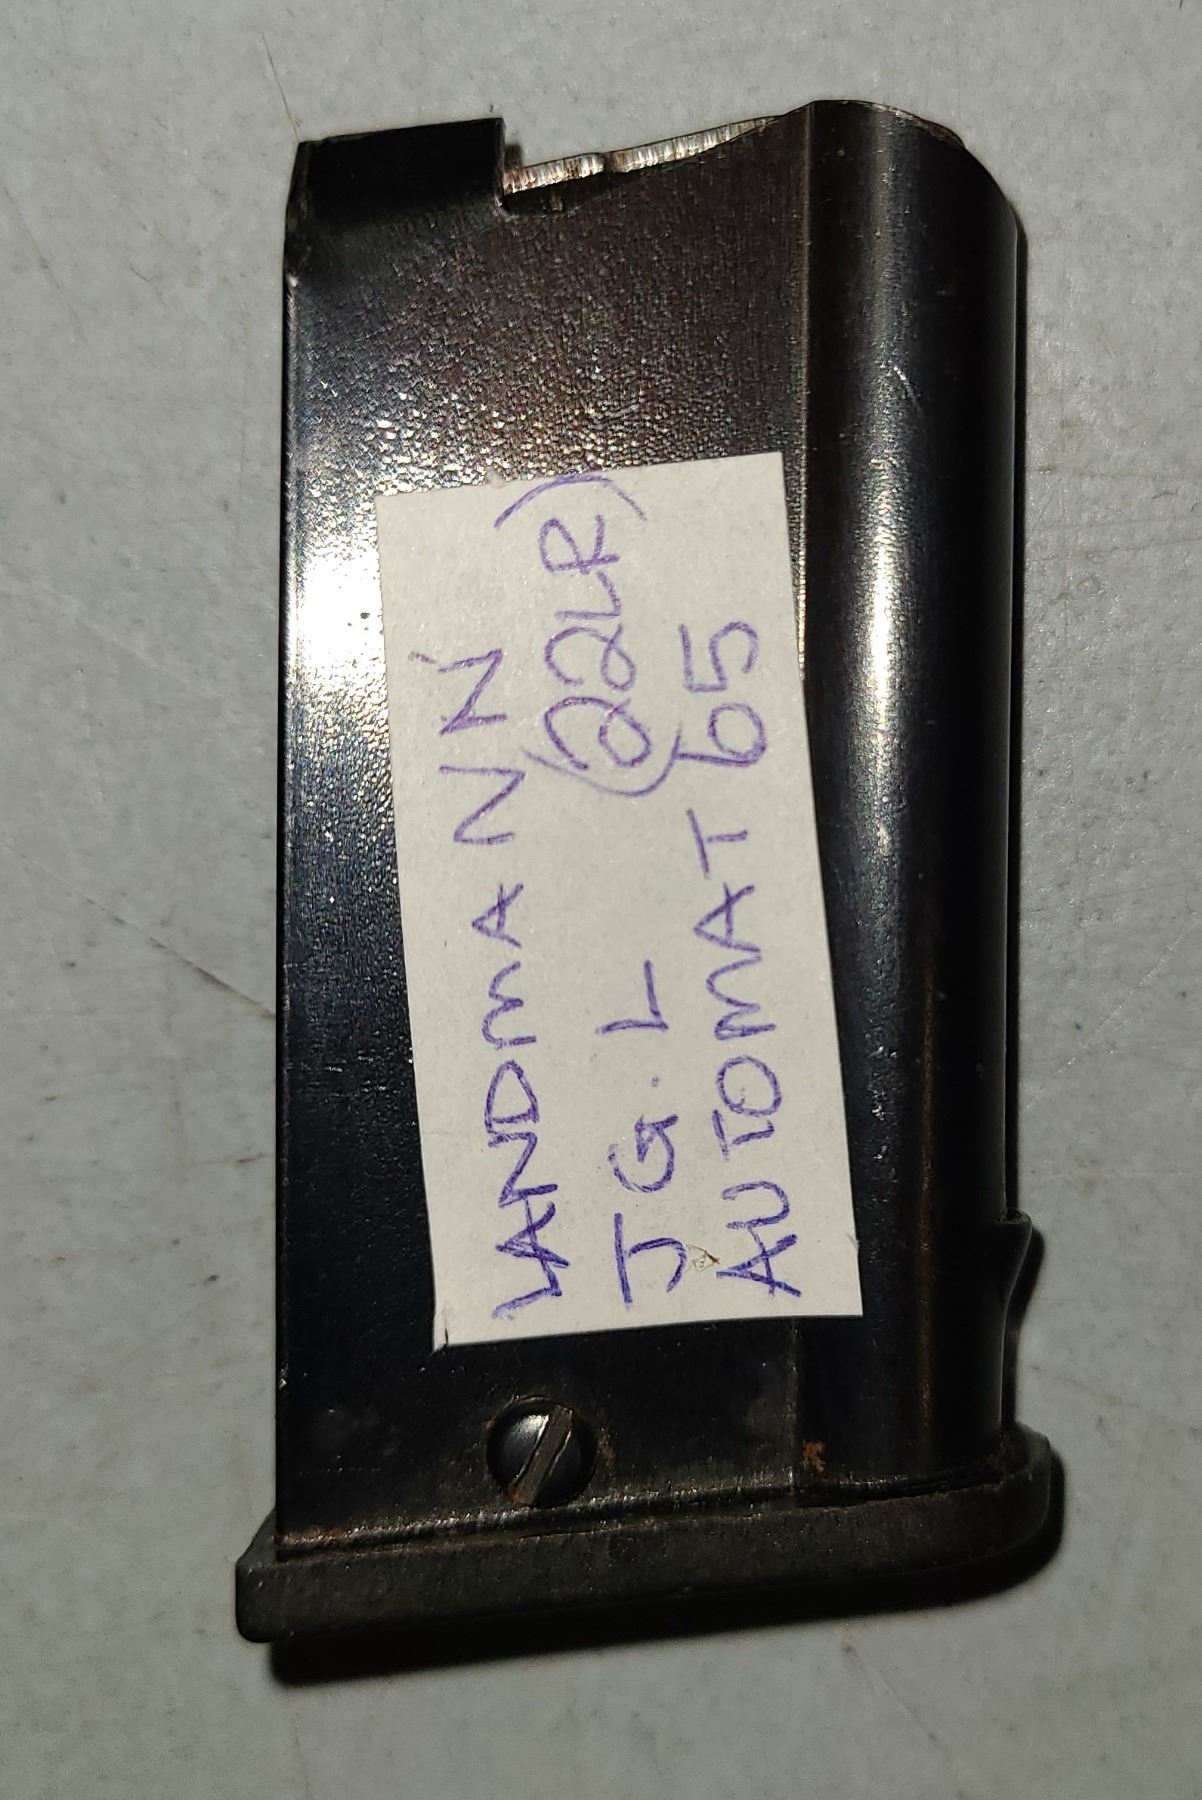 LANDMANN
J G. L (22LR)
AUTOMAT 65